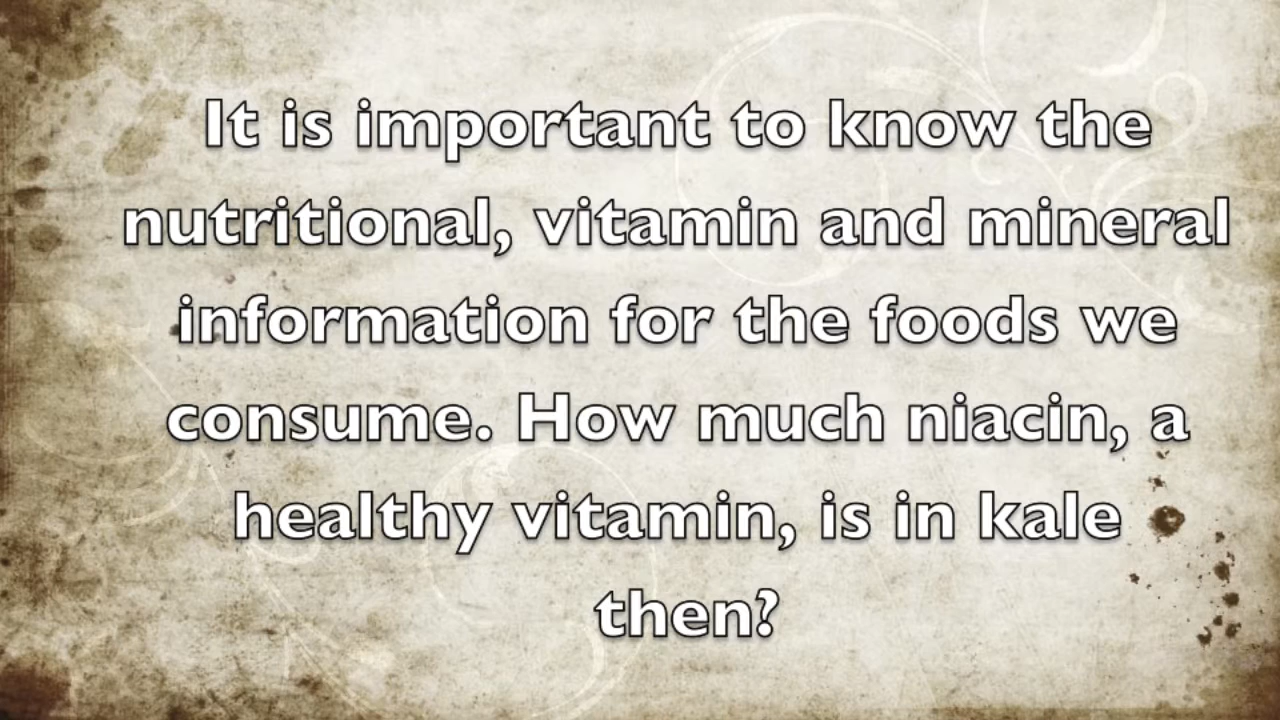 It is important to know the
nutritional, vitamin and mineral
information for the foods we
consume. How much niacin, a
healthy vitamin, is in kale
then?